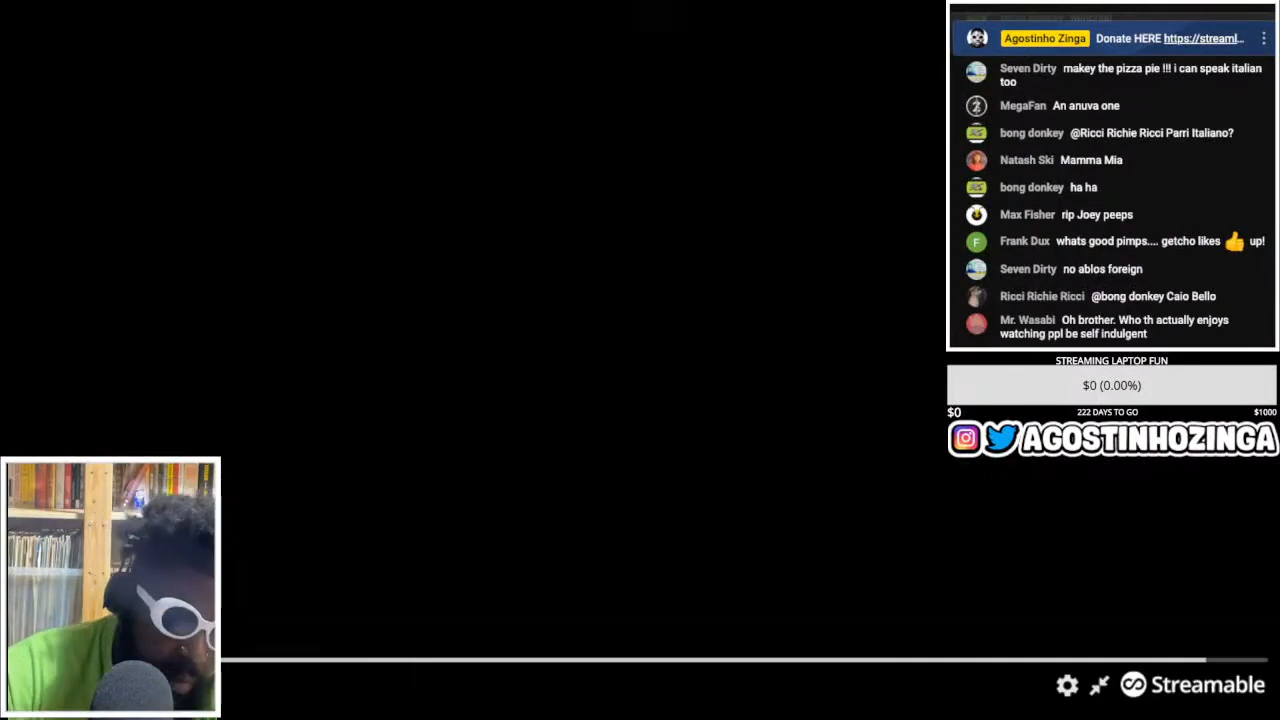 Agostinho Zinga Donate HERE https://streaml...
Seven Dirty makey the pizza pie !!! i can speak italian
too
MegaFan An anuva one
bong donkey @Ricci Richie Ricci Parri Italiano?
Natash Ski Mamma Mia
bong donkey ha ha
Max Fisher rip Joey peeps
F
Frank Dux whats good pimps.... getcho likes 👍 up!
Seven Dirty no ablos foreign
Ricci Richie Ricci @bong donkey Caio Bello
Mr. Wasabi Oh brother. Who th actually enjoys
watching ppl be self indulgent
STREAMING LAPTOP FUN
$0 (0.00%)
$0 222 DAYS TO GO $1000
AGOSTINHOZINGA
Streamable